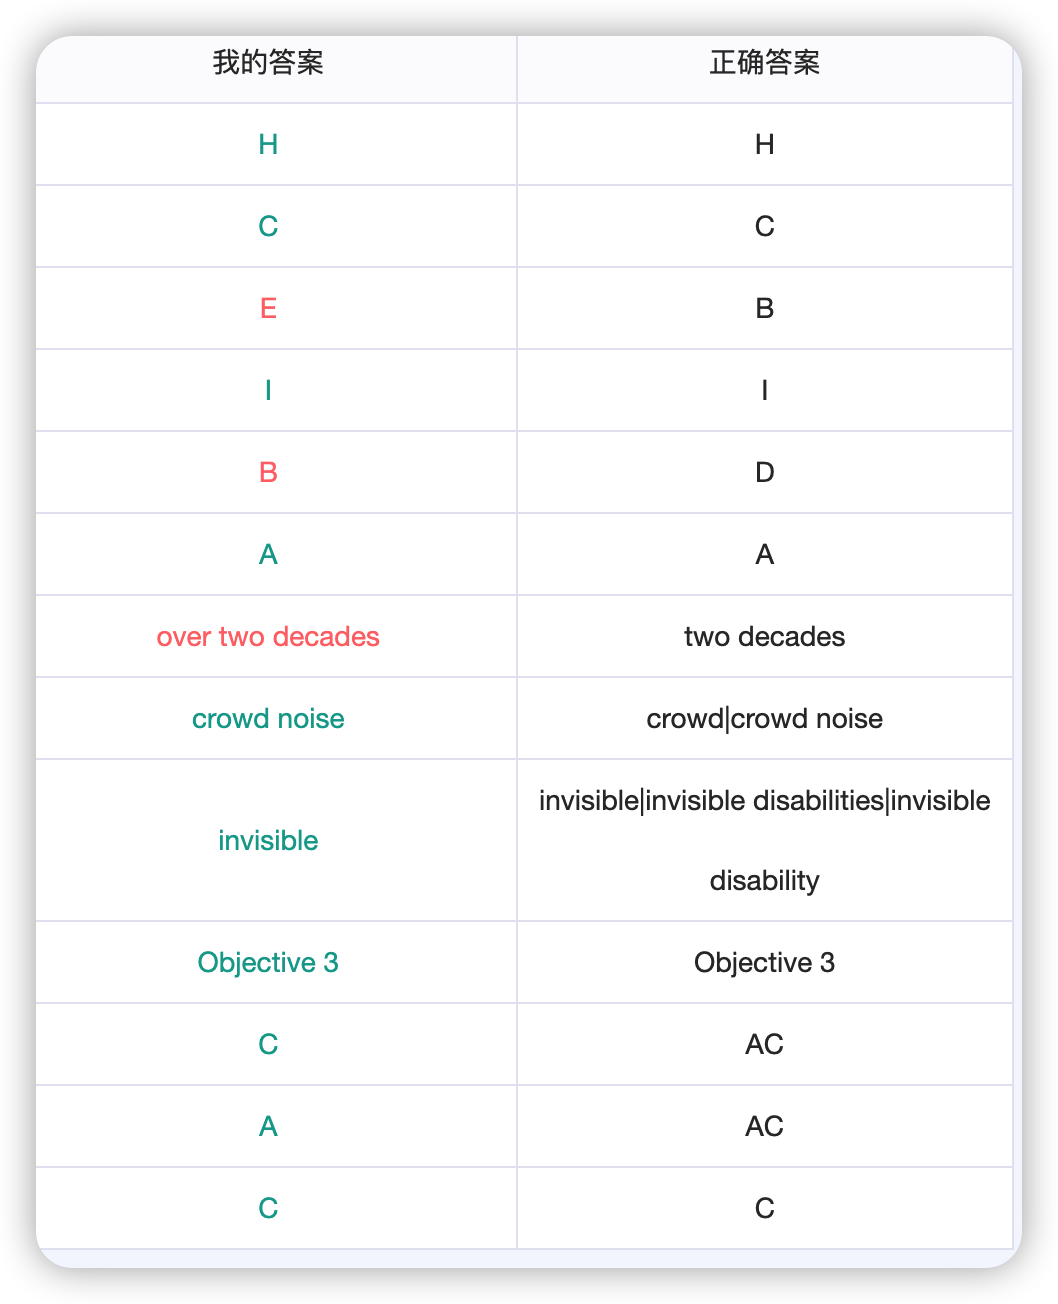 我的答案 正确答案
H H
C C
E B
I I
B D
A A
over two decades two decades
crowd noise crowd|crowd noise
invisible invisible|invisible disabilities|invisible
disability
Objective 3 Objective 3
C AC
A AC
C C